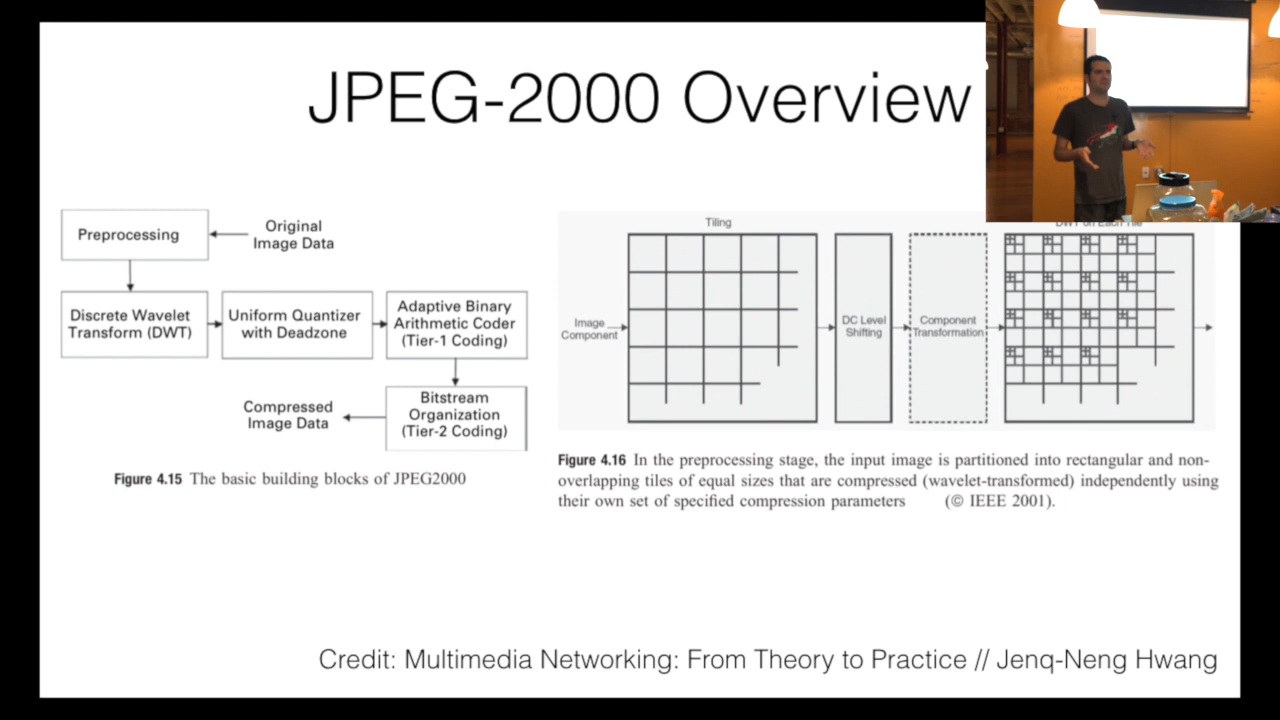 JPEG-2000 Overview
Preprocessing
Original
Image Data
Discrete Wavelet
Transform (DWT)
Uniform Quantizer
with Deadzone
Adaptive Binary
Arithmetic Coder
(Tier-1 Coding)
Bitstream
Organization
(Tier-2 Coding)
Compressed
Image Data
Figure 4.15 The basic building blocks of JPEG2000
Tiling
DWT on Each Tile
Image
Component
DC Level
Shifting
Component
Transformation
Figure 4.16 In the preprocessing stage, the input image is partitioned into rectangular and non-
overlapping tiles of equal sizes that are compressed (wavelet-transformed) independently using
their own set of specified compression parameters (© IEEE 2001).
Credit: Multimedia Networking: From Theory to Practice // Jenq-Neng Hwang